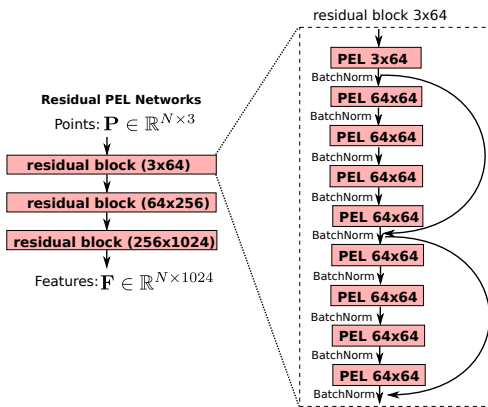 Residual PEL Networks
Points: P ∈ ℝ^{N×3}
residual block (3x64)
residual block (64x256)
residual block (256x1024)
Features: F ∈ ℝ^{N×1024}
residual block 3x64
PEL 3x64
BatchNorm
PEL 64x64
BatchNorm
PEL 64x64
BatchNorm
PEL 64x64
BatchNorm
PEL 64x64
BatchNorm
PEL 64x64
BatchNorm
PEL 64x64
BatchNorm
PEL 64x64
BatchNorm
PEL 64x64
BatchNorm